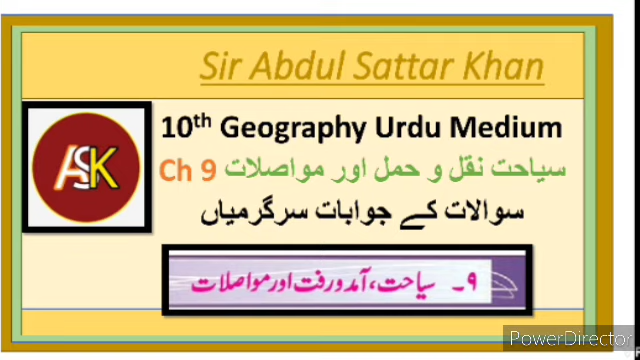 Sir Abdul Sattar Khan
10th Geography Urdu Medium
Ch 9 سیاحت نقل و حمل اور مواصلات
سوالات کے جوابات سرگرمیاں
ASK
۹۔ سیاحت، آمدورفت اور مواصلات
PowerDirector